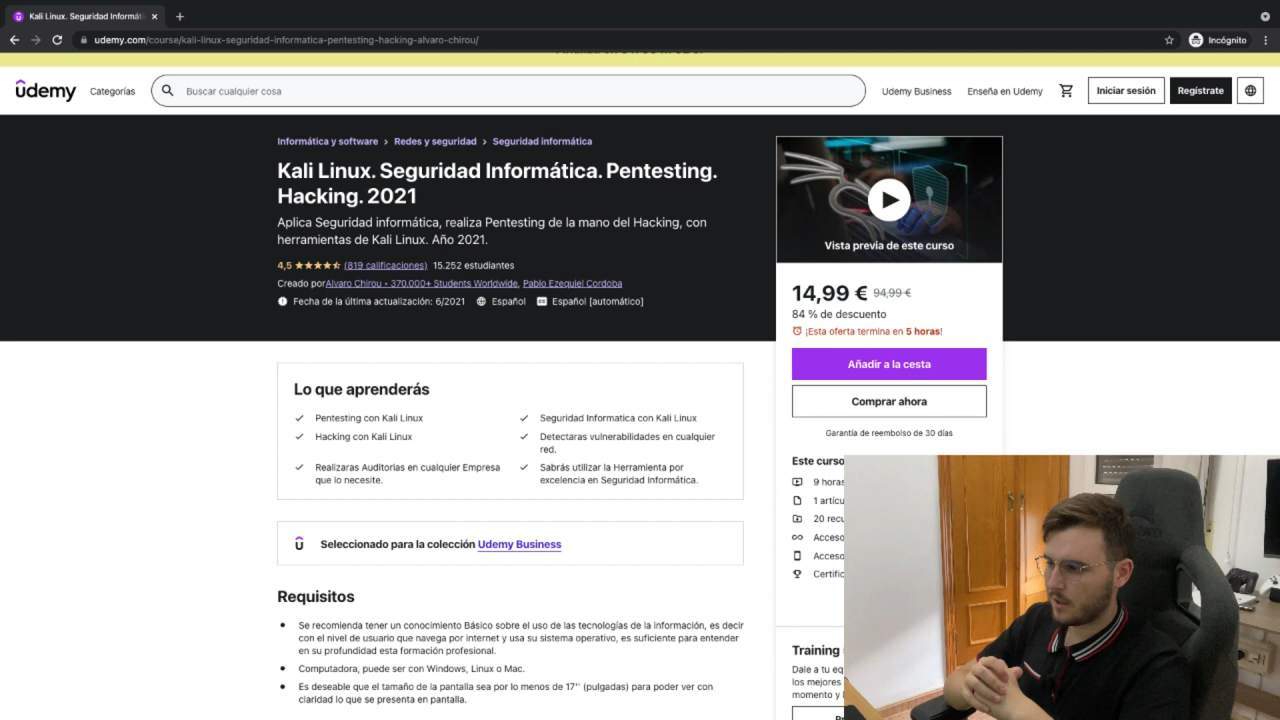 Kali Linux. Seguridad Informát
udemy.com/course/kali-linux-seguridad-informatica-pentesting-hacking-alvaro-chirou/
Incógnito
ûdemy
Categorías
Buscar cualquier cosa
Udemy Business
Enseña en Udemy
Iniciar sesión
Regístrate
Informática y software > Redes y seguridad > Seguridad informática
Kali Linux. Seguridad Informática. Pentesting.
Hacking. 2021
Aplica Seguridad informática, realiza Pentesting de la mano del Hacking, con
herramientas de Kali Linux. Año 2021.
4,5 (819 calificaciones) 15.252 estudiantes
Creado por Alvaro Chirou • 370.000+ Students Worldwide, Pablo Ezequiel Cordoba
Fecha de la última actualización: 6/2021 Español Español [automático]
Vista previa de este curso
14,99 € 94,99 €
84 % de descuento
¡Esta oferta termina en 5 horas!
Añadir a la cesta
Comprar ahora
Garantía de reembolso de 30 días
Este curso
9 horas
1 artícu
20 recu
Acceso
Acceso
Certific
Training
Dale a tu eq
los mejores
momento y
Lo que aprenderás
Pentesting con Kali Linux
Seguridad Informatica con Kali Linux
Hacking con Kali Linux
Detectaras vulnerabilidades en cualquier
red.
Realizaras Auditorias en cualquier Empresa
que lo necesite.
Sabrás utilizar la Herramienta por
excelencia en Seguridad Informática.
Seleccionado para la colección Udemy Business
Requisitos
Se recomienda tener un conocimiento Básico sobre el uso de las tecnologías de la información, es decir
con el nivel de usuario que navega por internet y usa su sistema operativo, es suficiente para entender
en su profundidad esta formación profesional.
Computadora, puede ser con Windows, Linux o Mac.
Es deseable que el tamaño de la pantalla sea por lo menos de 17'' (pulgadas) para poder ver con
claridad lo que se presenta en pantalla.